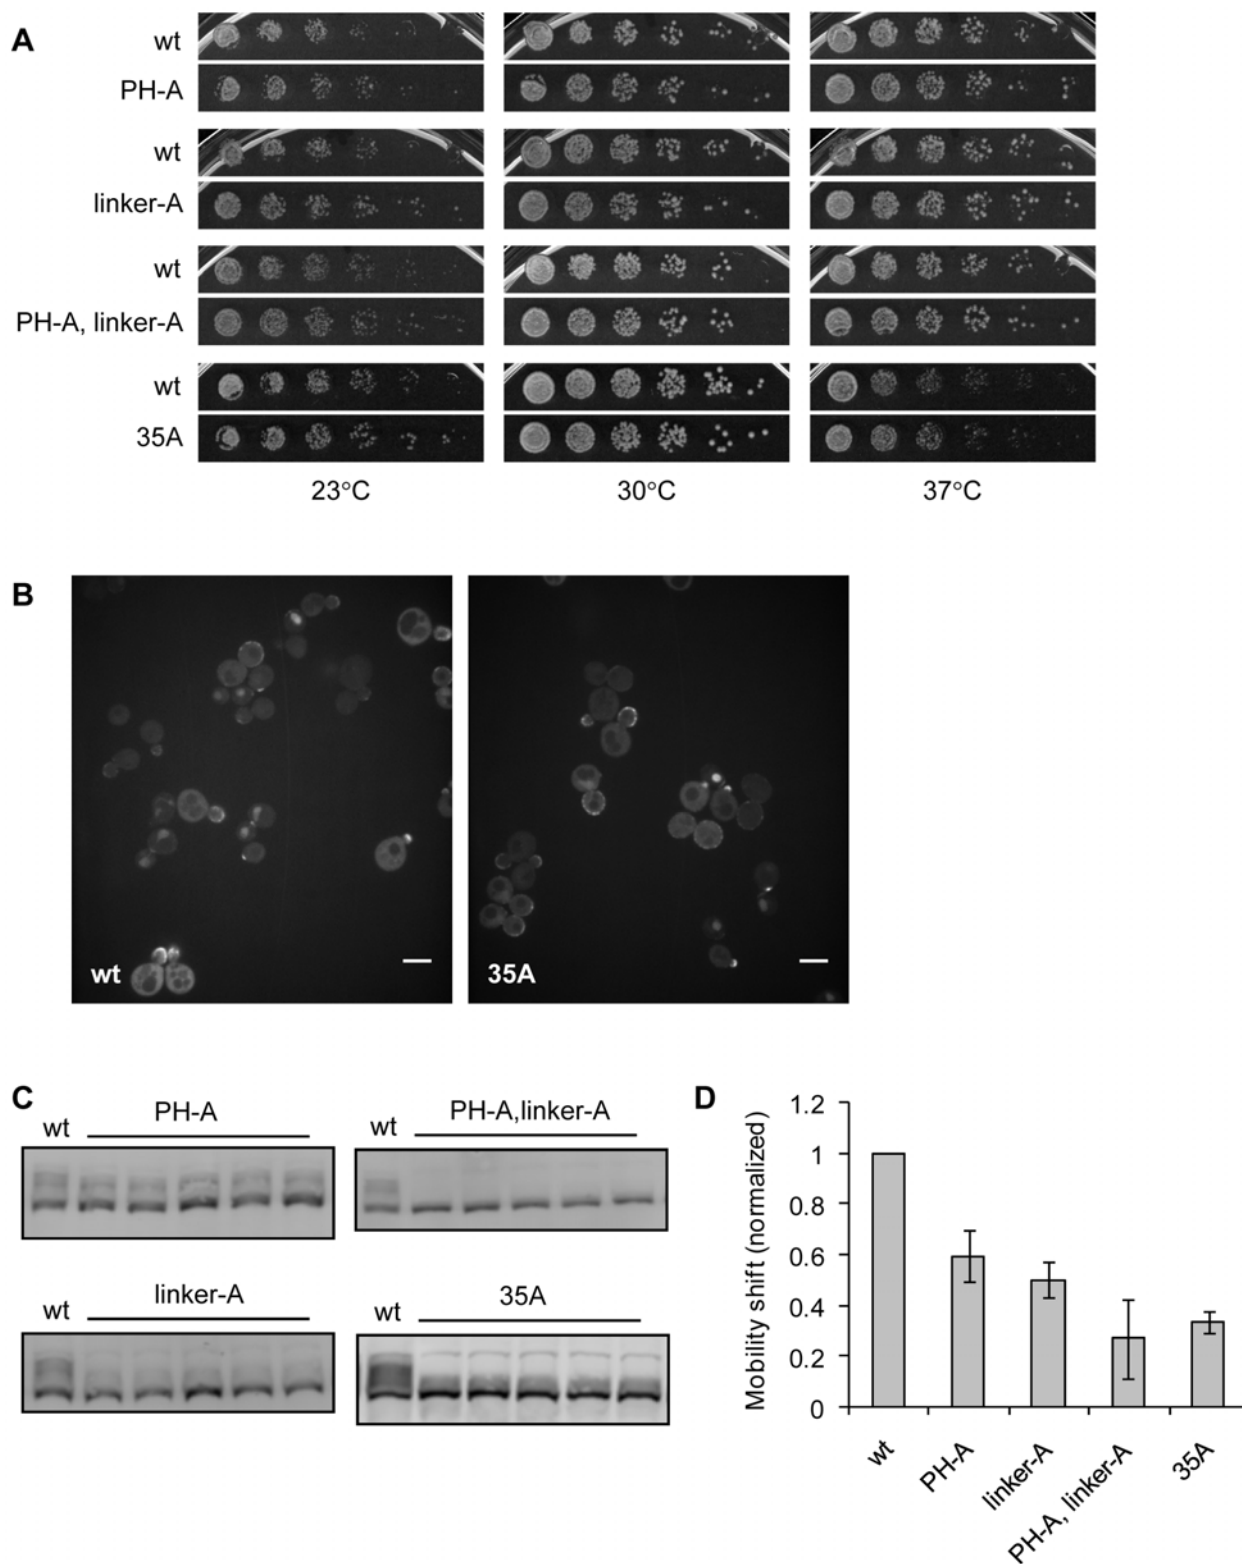 A
wt
PH-A
wt
linker-A
wt
PH-A, linker-A
wt
35A
23°C
30°C
37°C
B
wt
35A
C
PH-A
wt
PH-A,linker-A
wt
linker-A
wt
35A
wt
D
Mobility shift (normalized)
1.2
1
0.8
0.6
0.4
0.2
0
wt
PH-A
linker-A
PH-A, linker-A
35A